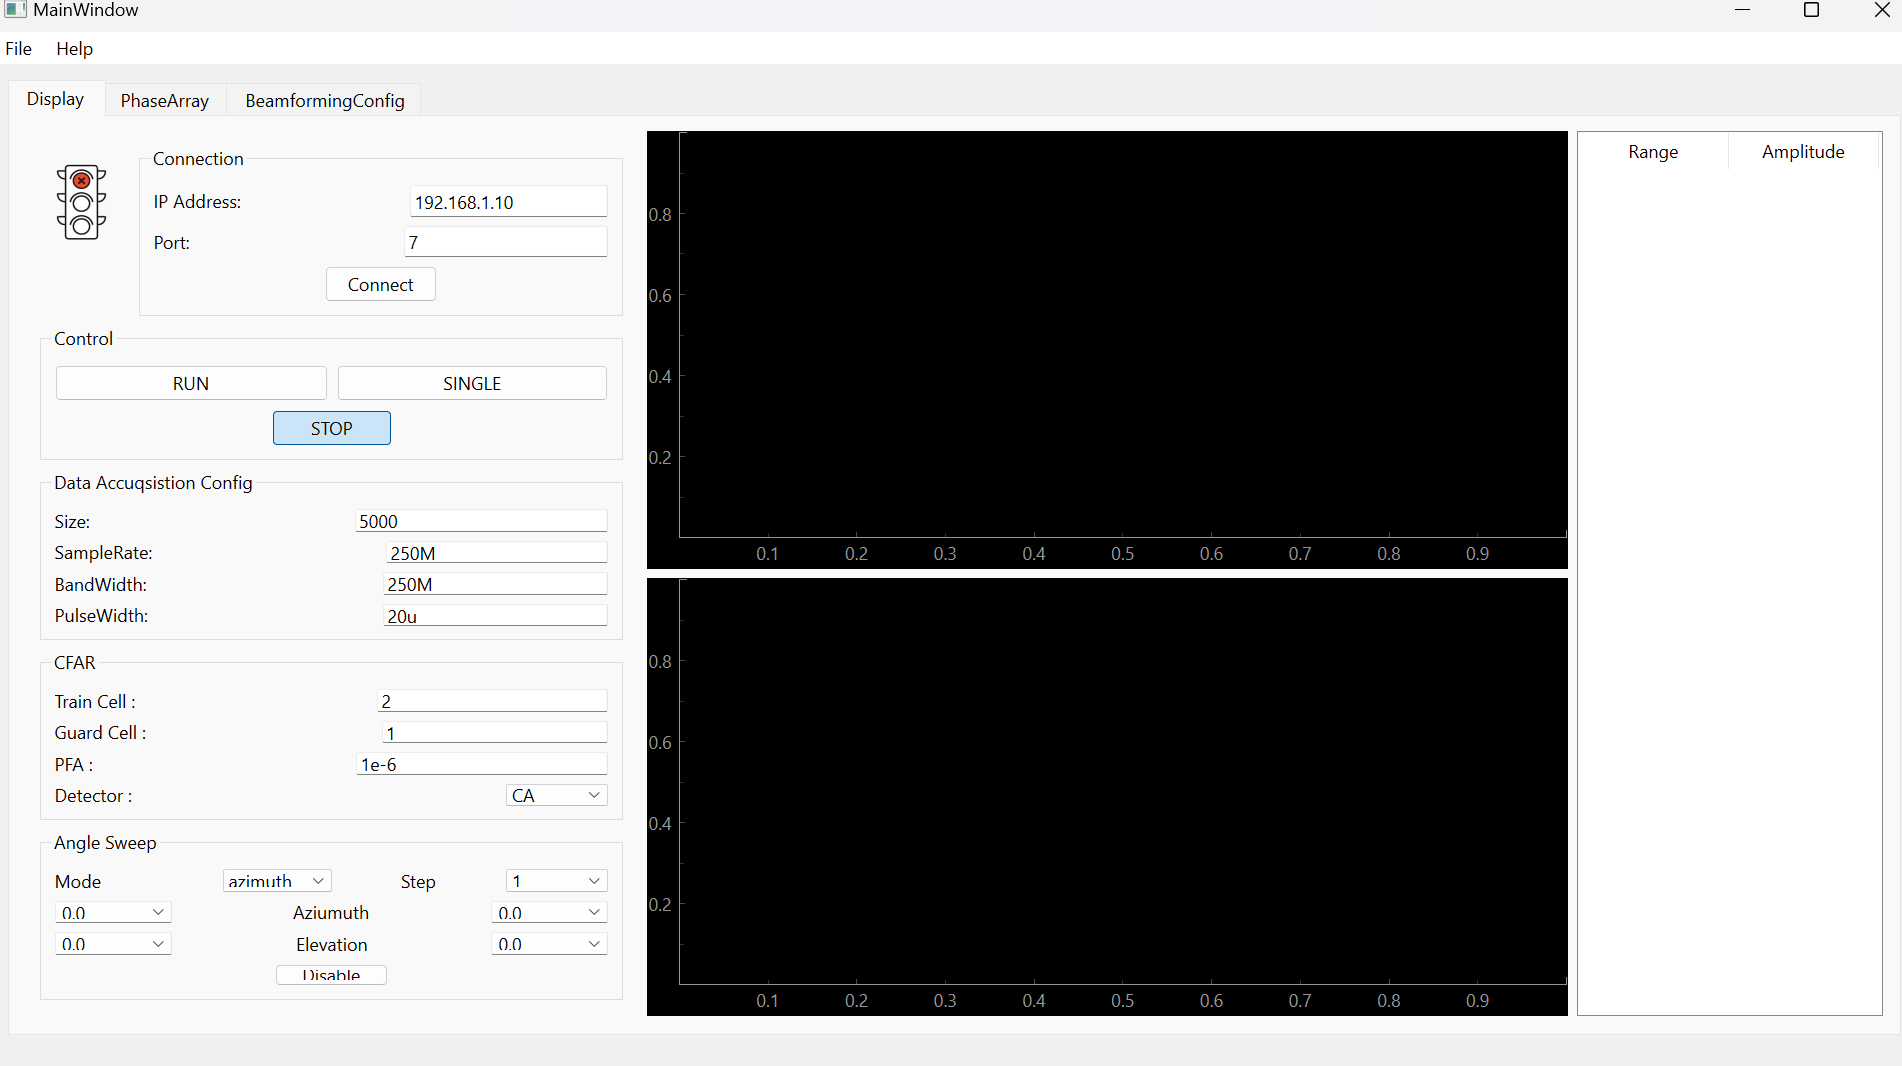 MainWindow
File Help
Display PhaseArray BeamformingConfig
Connection
IP Address: 192.168.1.10
Port: 7
Connect
Control
RUN SINGLE
STOP
Data Accuqsistion Config
Size: 5000
SampleRate: 250M
BandWidth: 250M
PulseWidth: 20u
CFAR
Train Cell : 2
Guard Cell : 1
PFA : 1e-6
Detector : CA
Angle Sweep
Mode azimuth Step 1
0.0 Aziumuth 0.0
0.0 Elevation 0.0
Disable
0.8
0.6
0.4
0.2
0.1 0.2 0.3 0.4 0.5 0.6 0.7 0.8 0.9
0.8
0.6
0.4
0.2
0.1 0.2 0.3 0.4 0.5 0.6 0.7 0.8 0.9
Range Amplitude